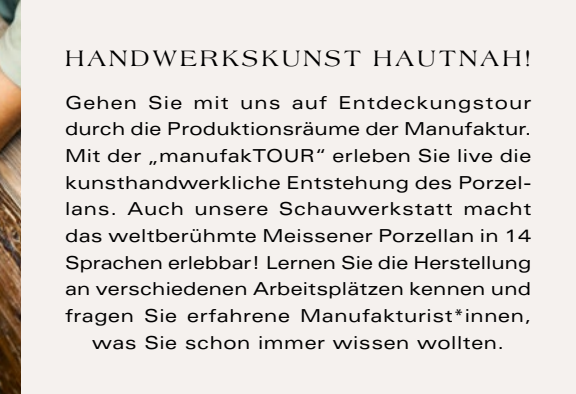 HANDWERKSKUNST HAUTNAH!
Gehen Sie mit uns auf Entdeckungstour
durch die Produktionsräume der Manufaktur.
Mit der „manufakTOUR“ erleben Sie live die
kunsthandwerkliche Entstehung des Porzel-
lans. Auch unsere Schauwerkstatt macht
das weltberühmte Meissener Porzellan in 14
Sprachen erlebbar! Lernen Sie die Herstellung
an verschiedenen Arbeitsplätzen kennen und
fragen Sie erfahrene Manufakturist*innen,
was Sie schon immer wissen wollten.